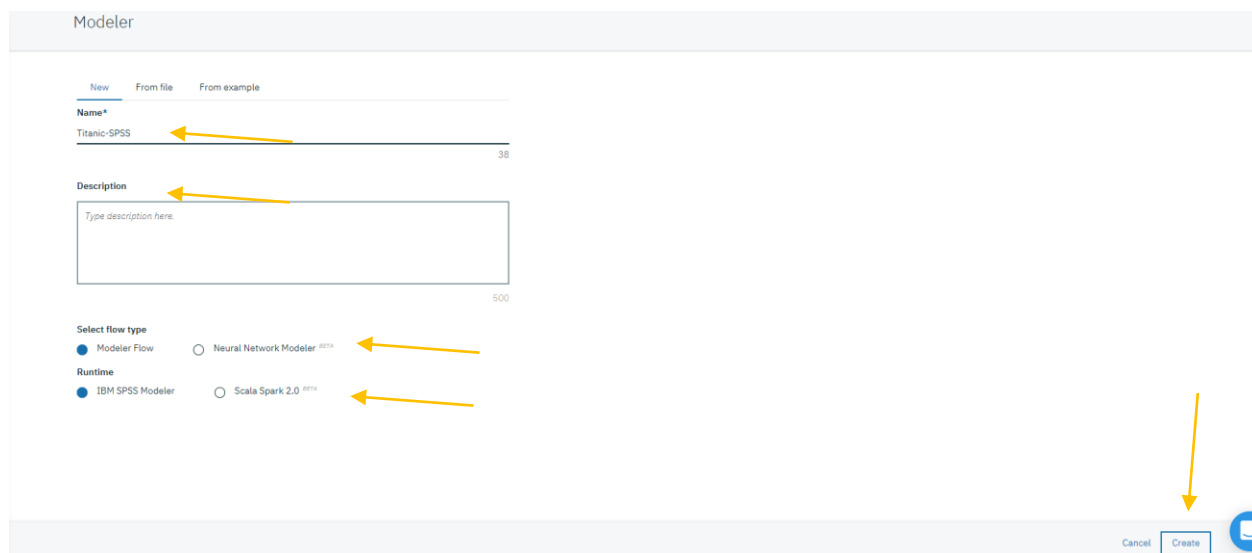 Modeler
New From file From example
Name*
Titanic-SPSS
38
Description
Type description here.
500
Select flow type
Modeler Flow Neural Network Modeler BETA
Runtime
IBM SPSS Modeler Scala Spark 2.0 BETA
Cancel Create